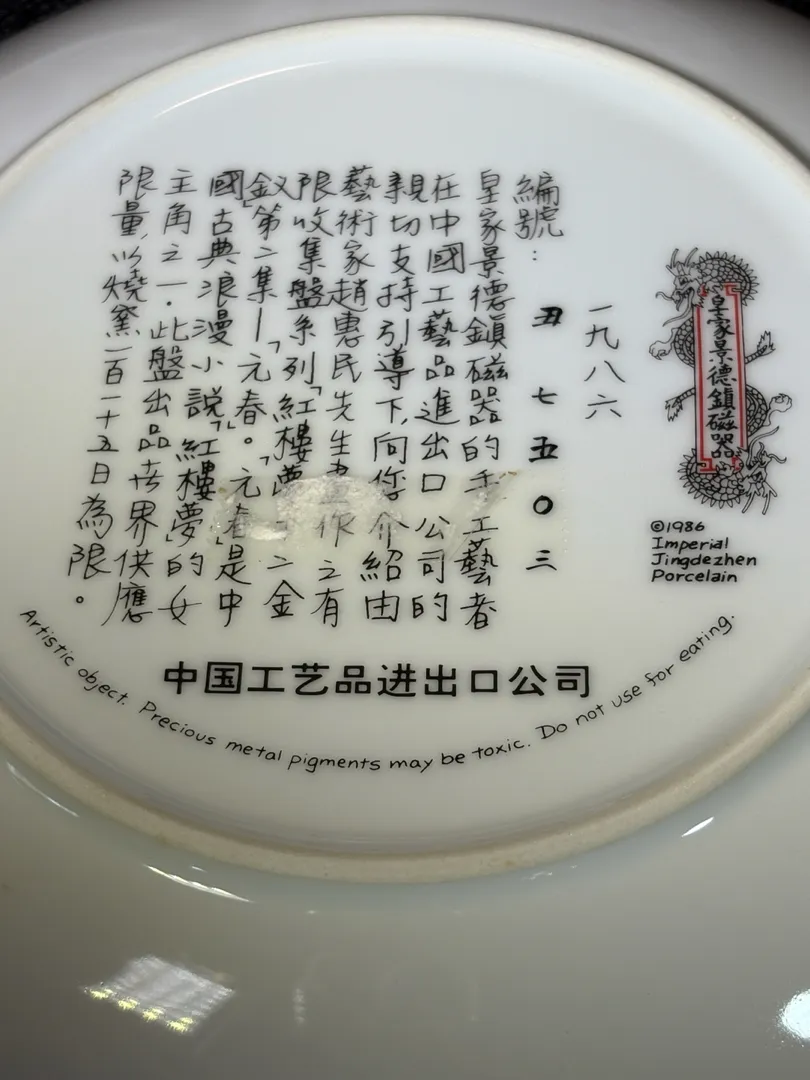 皇家景德鎮磁器
©1986
Imperial
Jingdezhen
Porcelain
一九八六
編號: 丑七五0三
皇家景德鎮磁器的手工藝者
在中國工藝品進出口公司的
親切支持引導下,向您介紹由
藝術家趙惠民先生畫作之有
限收集盤系列「紅樓夢十二金
釵」第二集—「元春」。「元春」是中
國古典浪漫小說「紅樓夢」的女
主角之一.此盤出品世界供應
限量,以燒窯一百一十五日為限。
中国工艺品进出口公司
Artistic object. Precious metal pigments may be toxic. Do not use for eating.